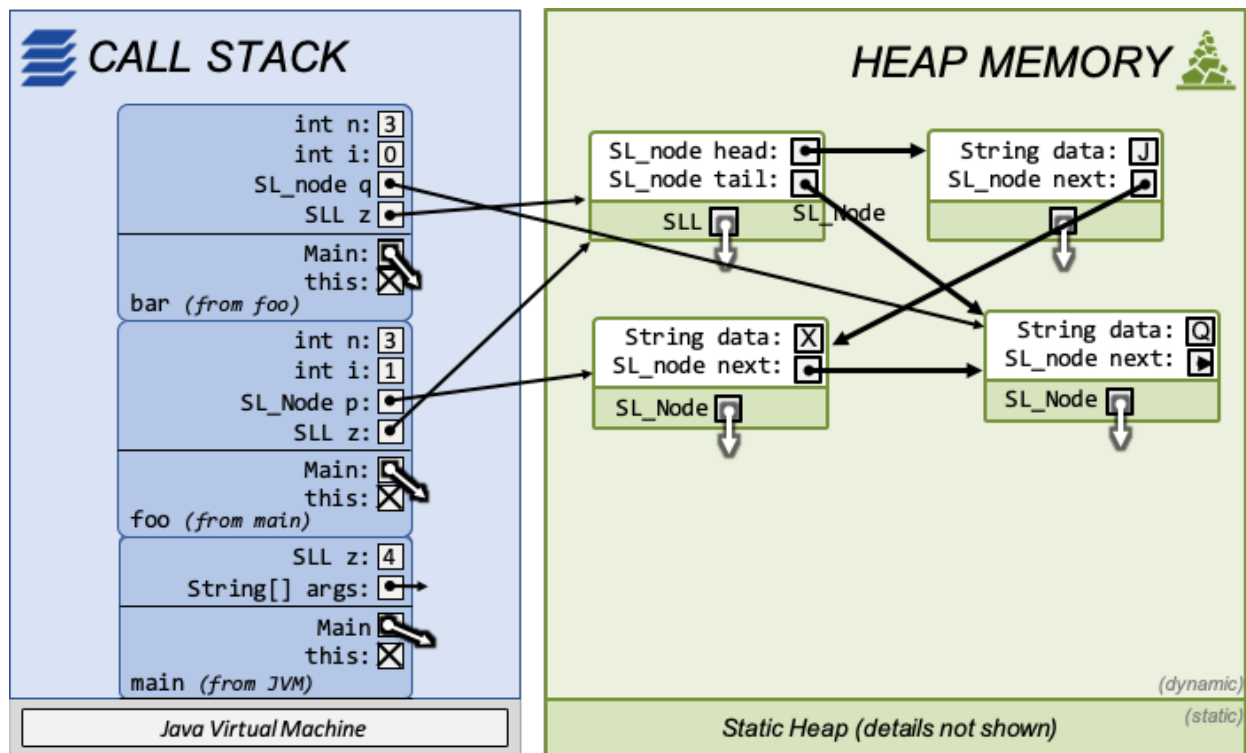 CALL STACK
int n: 3
int i: 0
SL_node q
SLL z
Main:
this:
bar (from foo)
int n: 3
int i: 1
SL_Node p:
SLL z:
Main:
this:
foo (from main)
SLL z: 4
String[] args:
Main
this:
main (from JVM)
Java Virtual Machine
HEAP MEMORY
SL_node head:
SL_node tail:
SLL
SL_Node
String data: J
SL_node next:
String data: X
SL_node next:
SL_Node
String data: Q
SL_node next:
SL_Node
(dynamic)
(static)
Static Heap (details not shown)